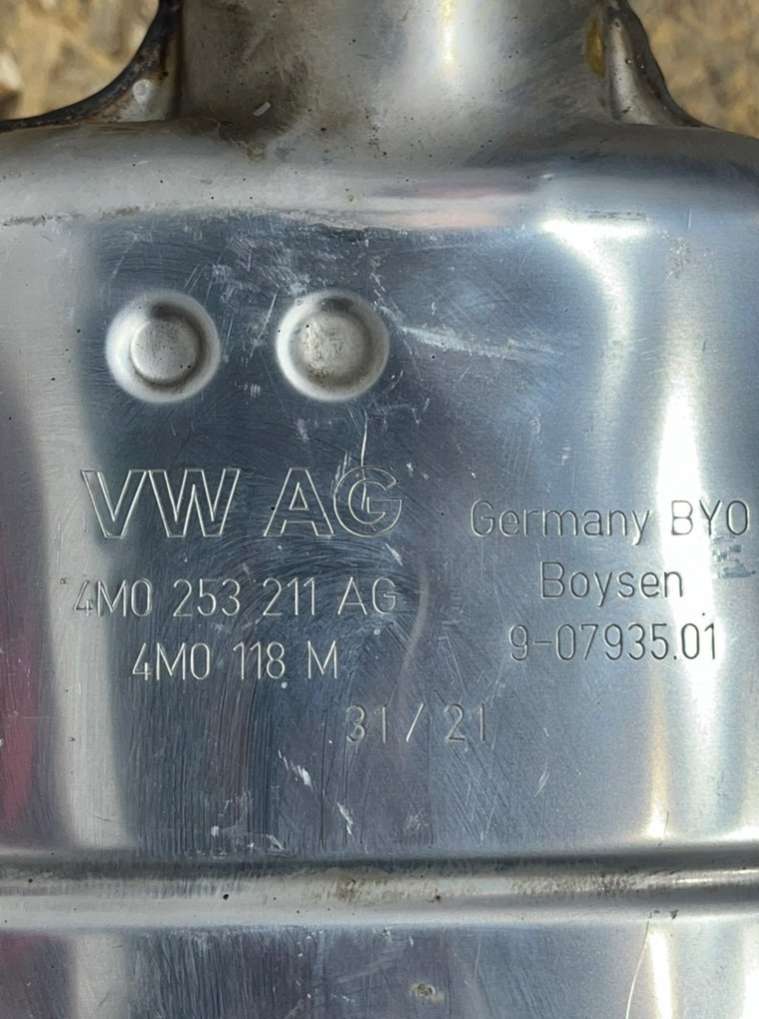 VW AG
4M0 253 211 AG
4M0 118 M
31/21
Germany BYO
Boysen
9-07935.01